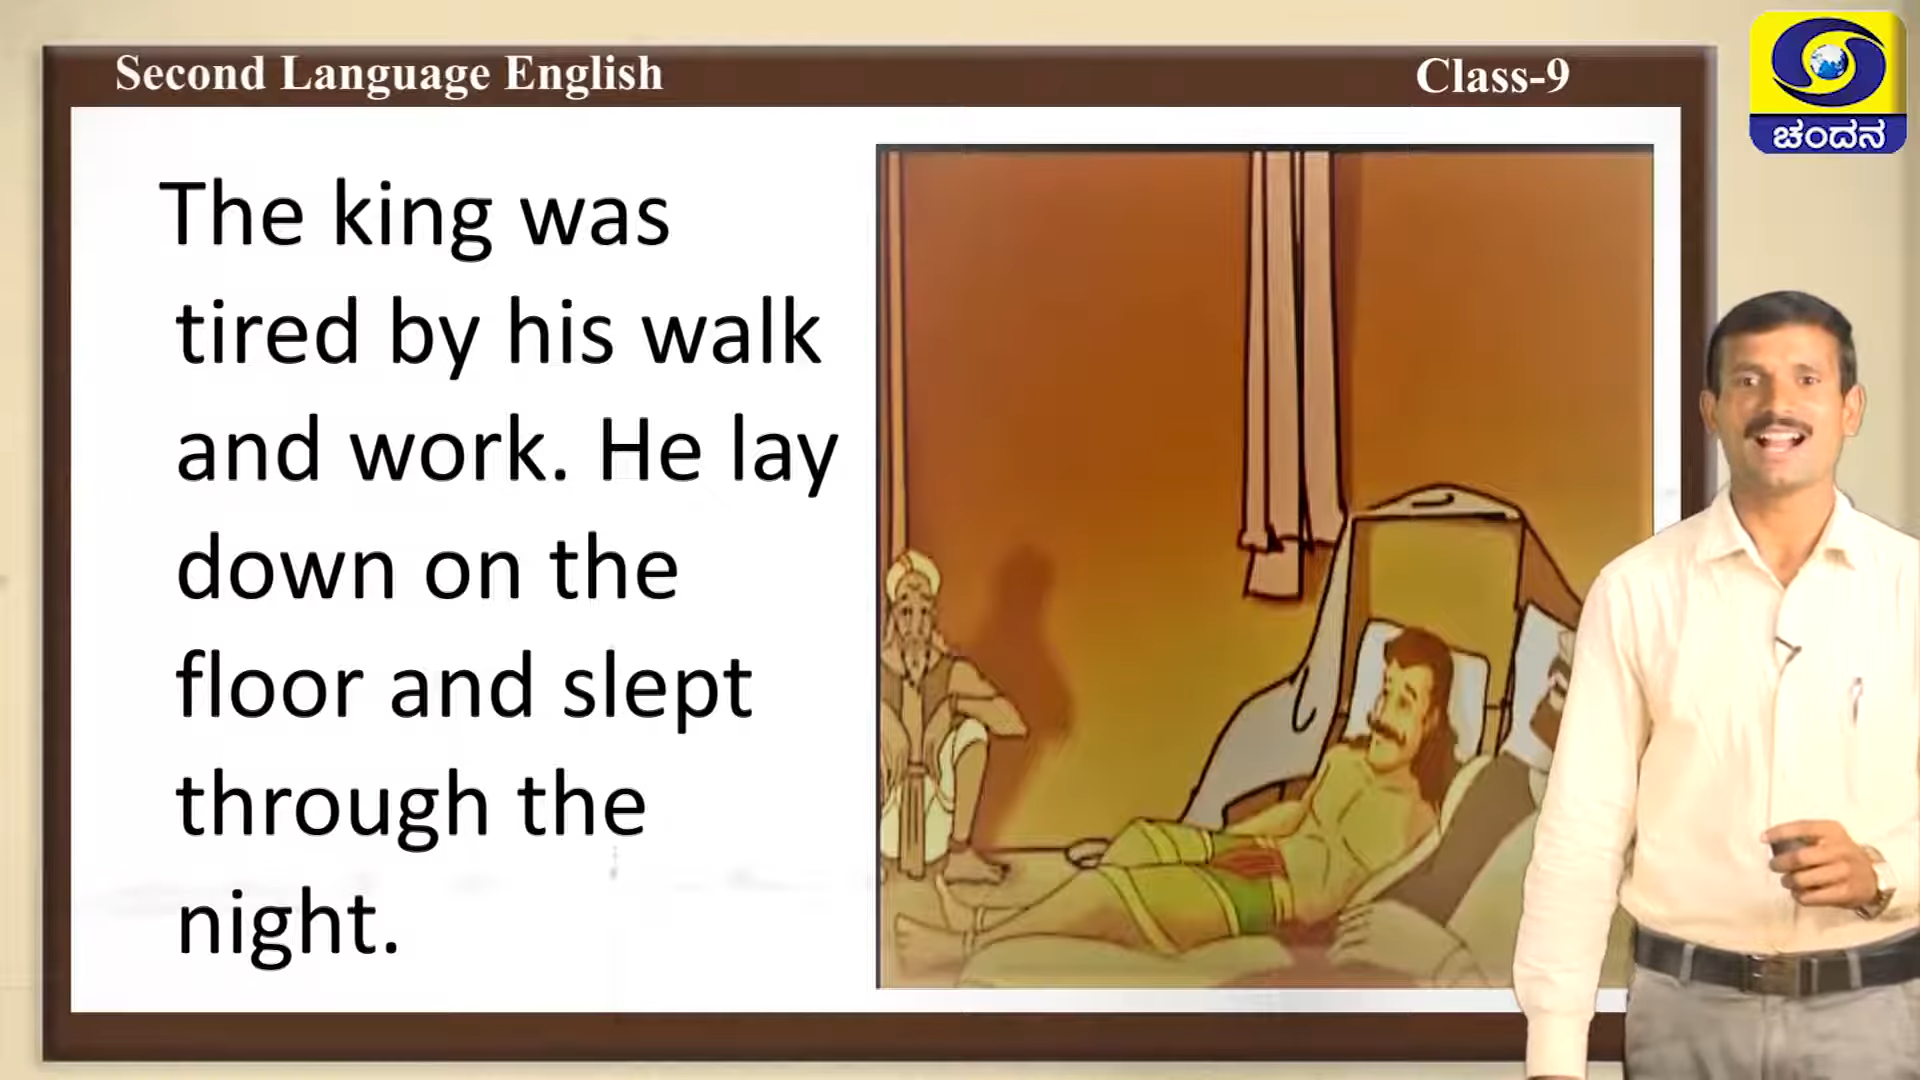 Second Language English
Class-9
ಚಂದನ
The king was
tired by his walk
and work. He lay
down on the
floor and slept
through the
night.